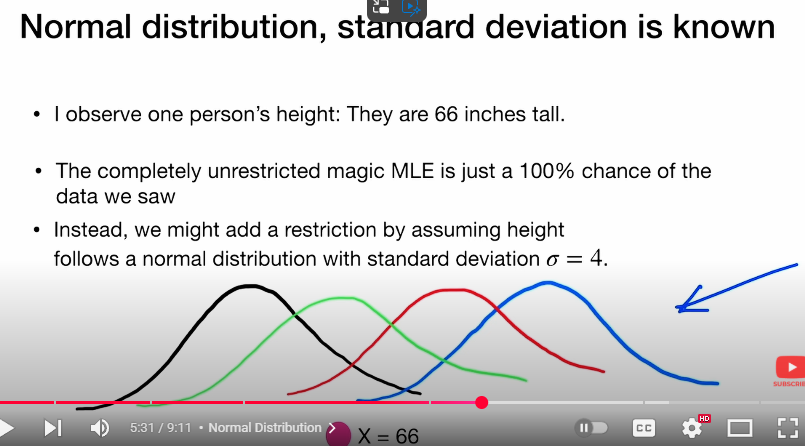 Normal distribution, standard deviation is known
• I observe one person's height: They are 66 inches tall.
• The completely unrestricted magic MLE is just a 100% chance of the
data we saw
• Instead, we might add a restriction by assuming height
follows a normal distribution with standard deviation σ = 4.
SUBSCRIB
5:31 / 9:11 • Normal Distribution
CC
HD
X = 66